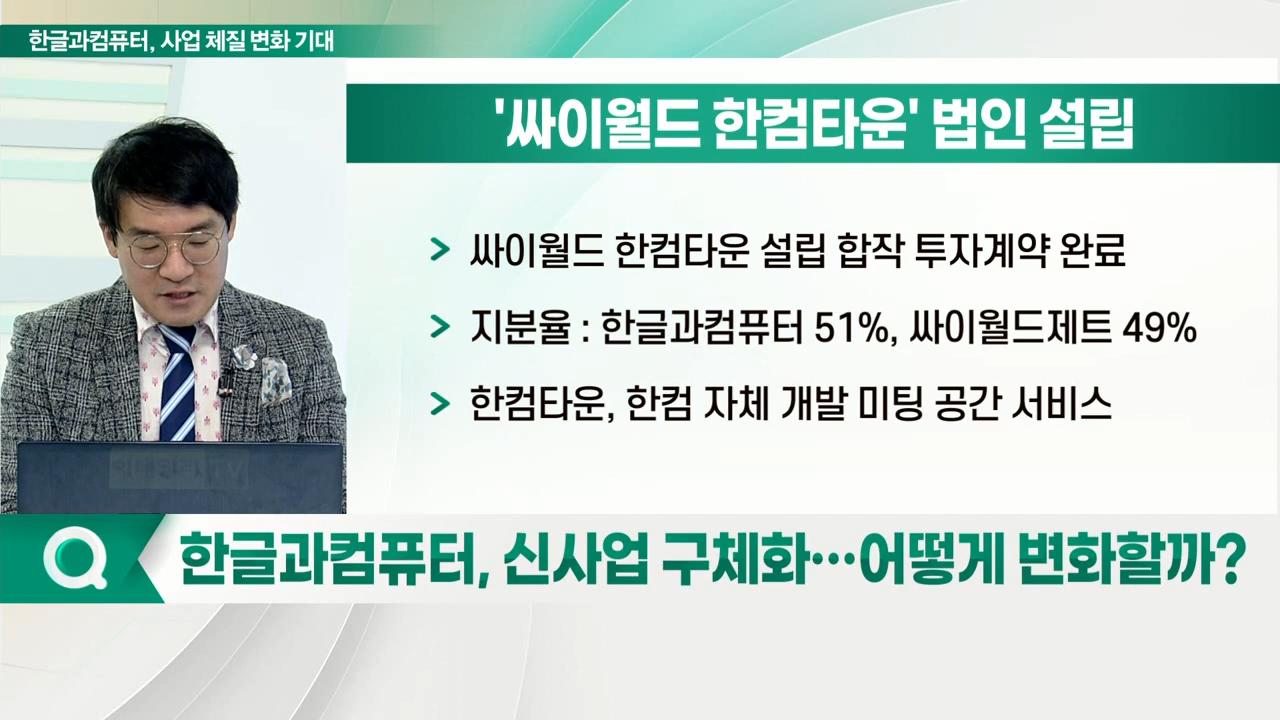 한글과컴퓨터, 사업 체질 변화 기대
'싸이월드 한컴타운' 법인 설립
> 싸이월드 한컴타운 설립 합작 투자계약 완료
> 지분율 : 한글과컴퓨터 51%, 싸이월드제트 49%
> 한컴타운, 한컴 자체 개발 미팅 공간 서비스
한글과컴퓨터, 신사업 구체화…어떻게 변화할까?